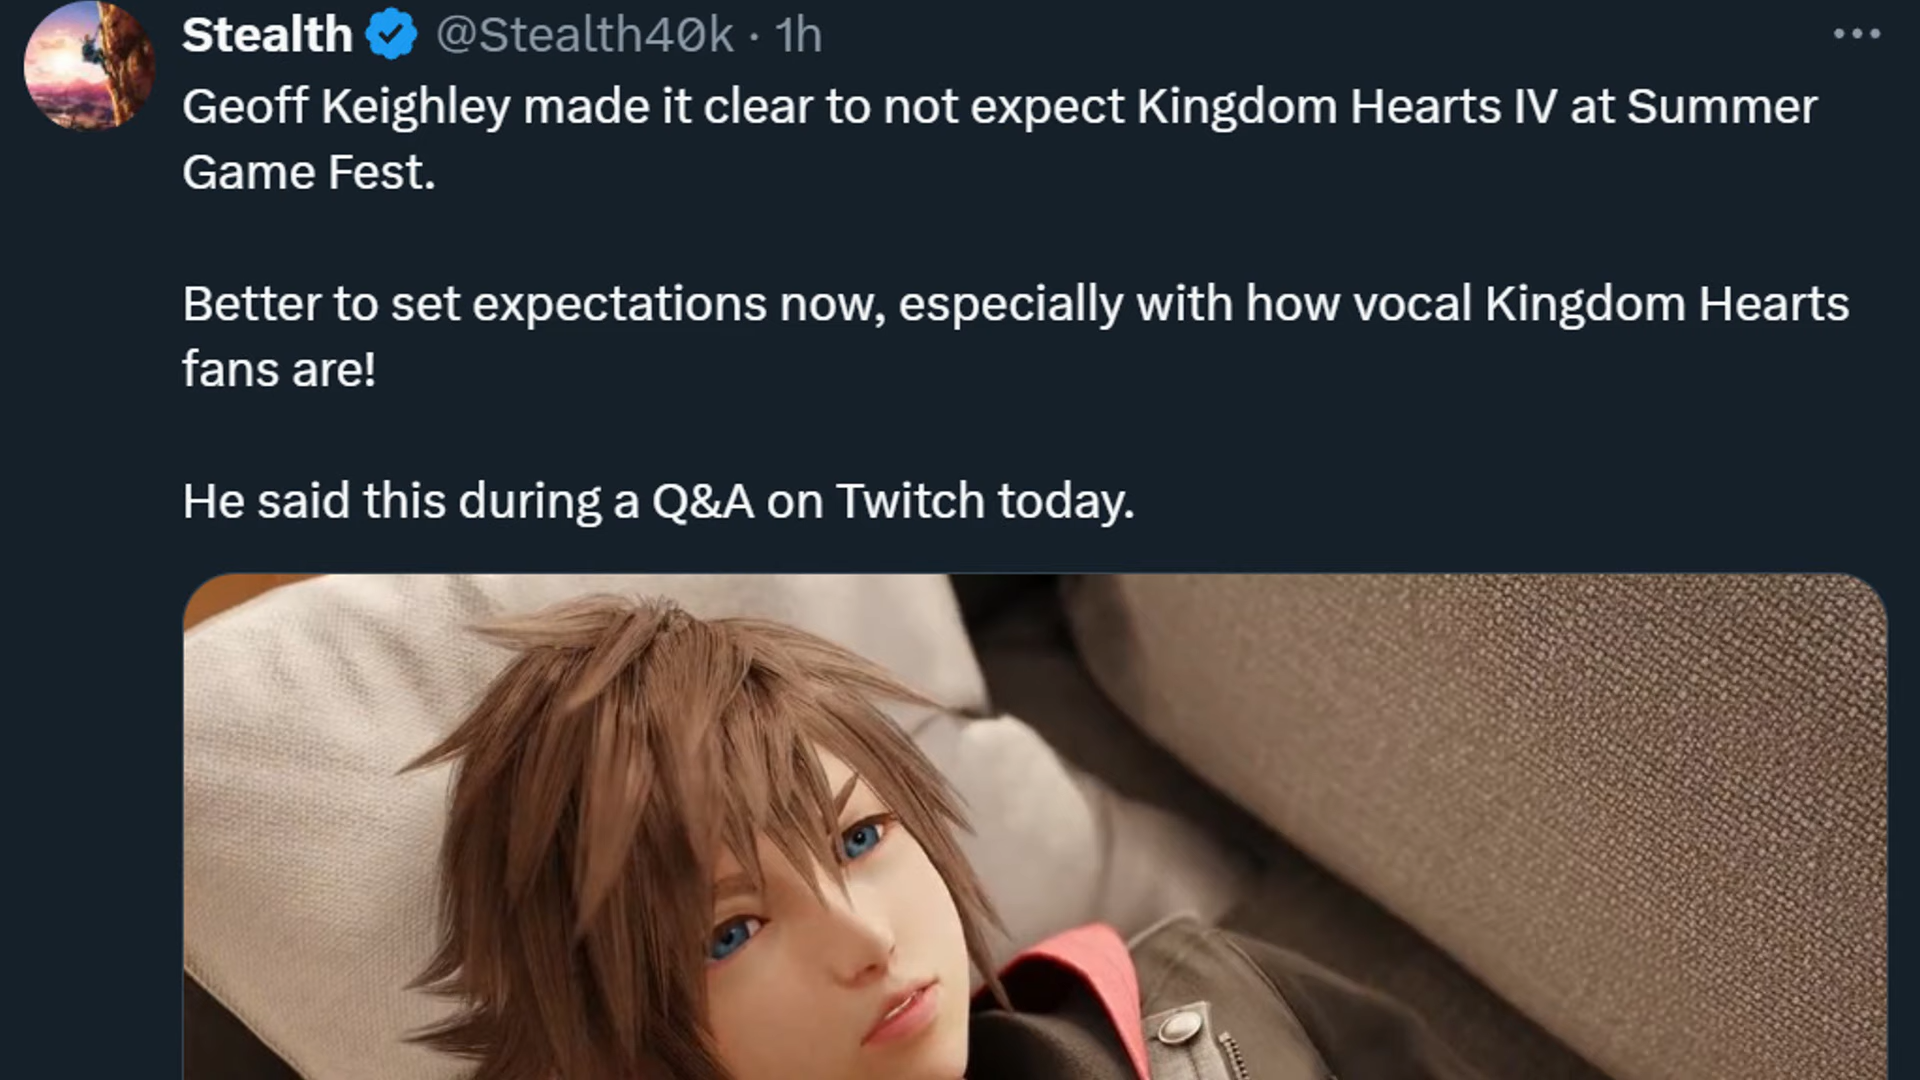 Stealth @Stealth40k · 1h
Geoff Keighley made it clear to not expect Kingdom Hearts IV at Summer
Game Fest.
Better to set expectations now, especially with how vocal Kingdom Hearts
fans are!
He said this during a Q&A on Twitch today.